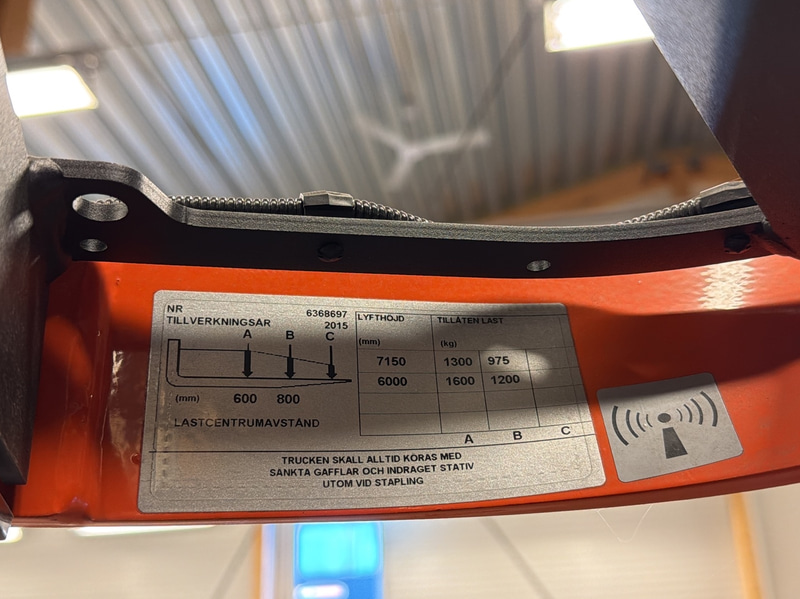 NR 6368697
TILLVERKNINGSÅR 2015
A B C
(mm) 600 800
LASTCENTRUMAVSTÅND
LYFTHÖJD TILLÅTEN LAST
(mm) (kg)
7150 1300 975
6000 1600 1200
A B C
TRUCKEN SKALL ALLTID KÖRAS MED
SÄNKTA GAFFLAR OCH INDRAGET STATIV
UTOM VID STAPLING